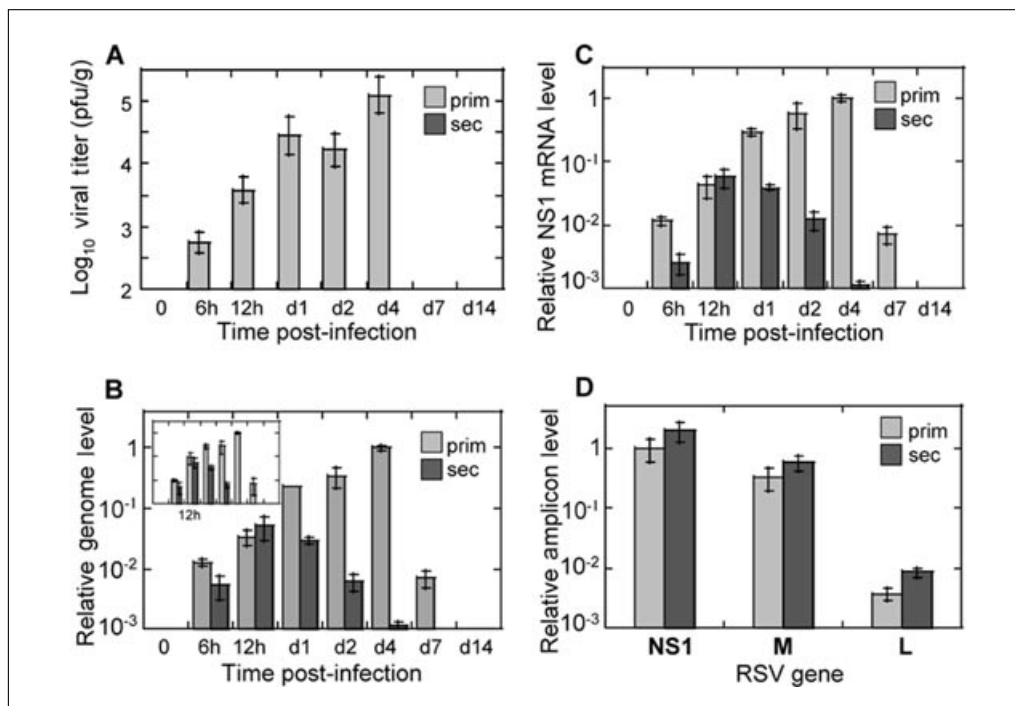 A
Log10 viral titer (pfu/g)
5
4
3
2
prim
sec
0 6h 12h d1 d2 d4 d7 d14
Time post-infection
C
Relative NS1 mRNA level
1
10-1
10-2
10-3
prim
sec
0 6h 12h d1 d2 d4 d7 d14
Time post-infection
B
Relative genome level
1
10-1
10-2
10-3
12h
prim
sec
0 6h 12h d1 d2 d4 d7 d14
Time post-infection
D
Relative amplicon level
1
10-1
10-2
10-3
prim
sec
NS1 M L
RSV gene